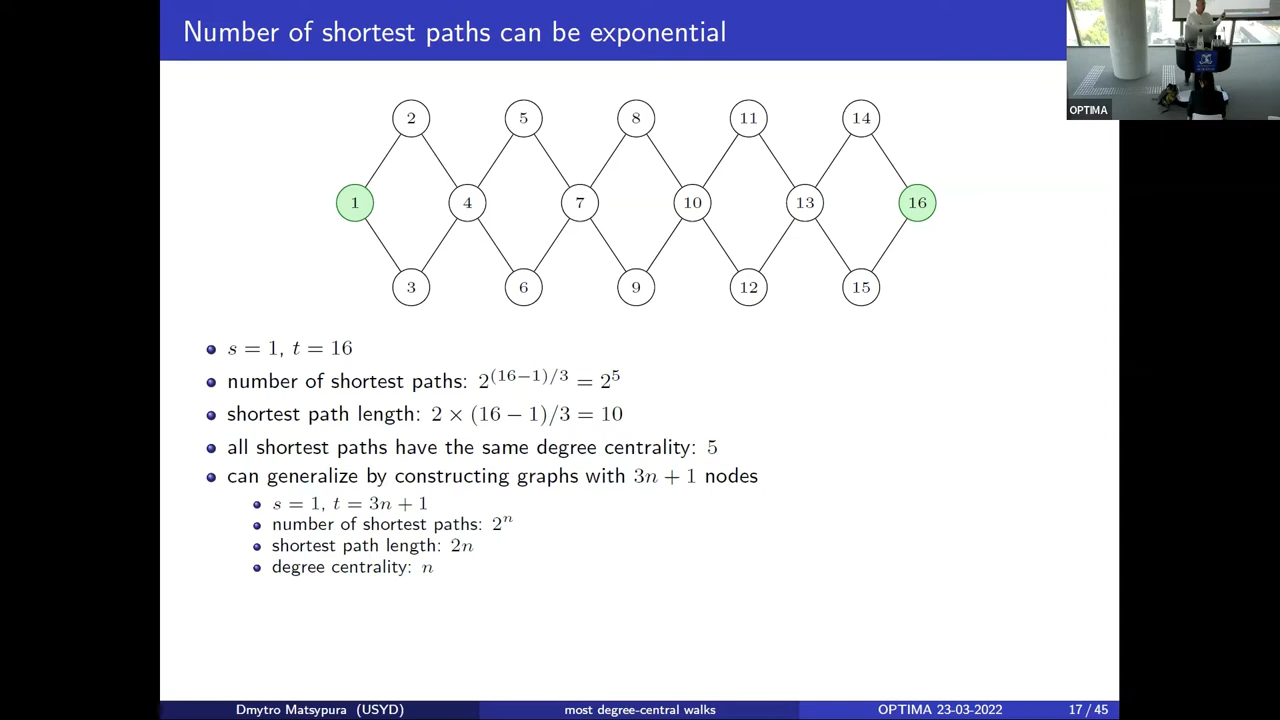 Number of shortest paths can be exponential
OPTIMA
2 5 8 11 14
1 4 7 10 13 16
3 6 9 12 15
s = 1, t = 16
number of shortest paths: 2^{(16−1)/3} = 2^5
shortest path length: 2 × (16 − 1)/3 = 10
all shortest paths have the same degree centrality: 5
can generalize by constructing graphs with 3n + 1 nodes
s = 1, t = 3n + 1
number of shortest paths: 2^n
shortest path length: 2n
degree centrality: n
Dmytro Matsypura (USYD) most degree-central walks OPTIMA 23-03-2022 17 / 45